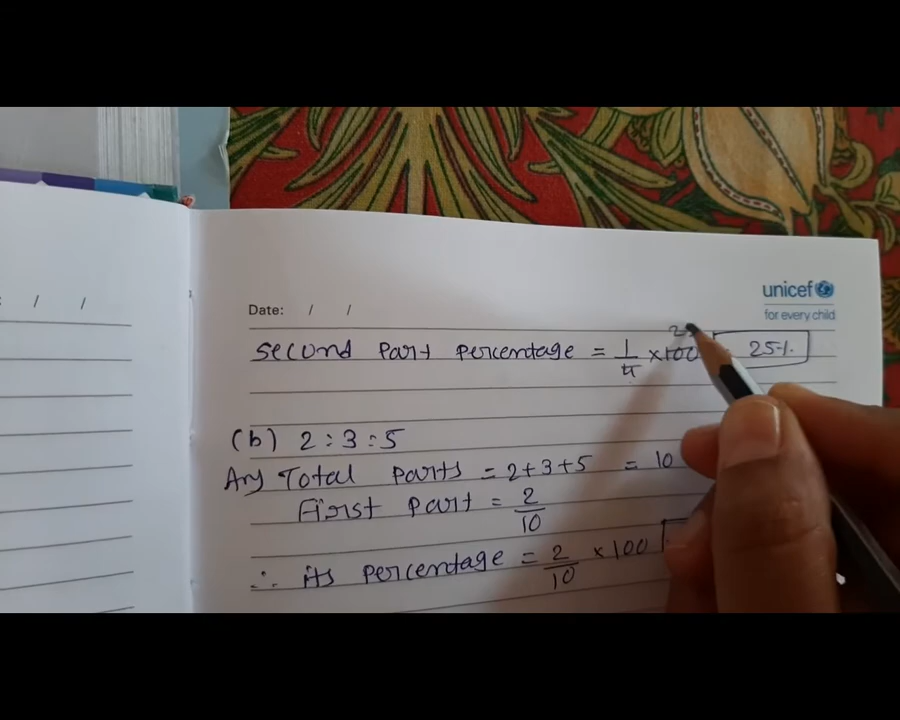 unicef
for every child
Date: / /
Second Part Percentage = 1/4 ×100 25%.
(b) 2:3:5
Ans Total Parts = 2+3+5 = 10
First Part = 2/10
∴ its Percentage = 2/10 ×100